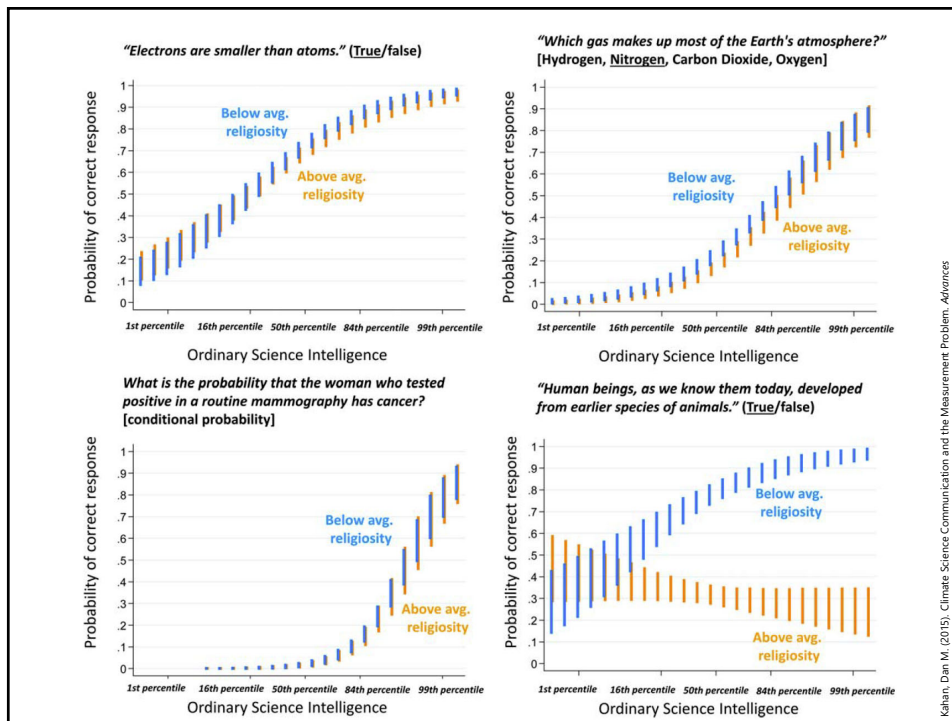 "Electrons are smaller than atoms." (True/false)
Probability of correct response
1
.9
.8
.7
.6
.5
.4
.3
.2
.1
0
Below avg.
religiosity
Above avg.
religiosity
1st percentile 16th percentile 50th percentile 84th percentile 99th percentile
Ordinary Science Intelligence
"Which gas makes up most of the Earth's atmosphere?"
[Hydrogen, Nitrogen, Carbon Dioxide, Oxygen]
Probability of correct response
1
.9
.8
.7
.6
.5
.4
.3
.2
.1
0
Below avg.
religiosity
Above avg.
religiosity
1st percentile 16th percentile 50th percentile 84th percentile 99th percentile
Ordinary Science Intelligence
What is the probability that the woman who tested
positive in a routine mammography has cancer?
[conditional probability]
Probability of correct response
1
.9
.8
.7
.6
.5
.4
.3
.2
.1
0
Below avg.
religiosity
Above avg.
religiosity
1st percentile 16th percentile 50th percentile 84th percentile 99th percentile
Ordinary Science Intelligence
"Human beings, as we know them today, developed
from earlier species of animals." (True/false)
Probability of correct response
1
.9
.8
.7
.6
.5
.4
.3
.2
.1
0
Below avg.
religiosity
Above avg.
religiosity
1st percentile 16th percentile 50th percentile 84th percentile 99th percentile
Ordinary Science Intelligence
Kahan, Dan M. (2015). Climate Science Communication and the Measurement Problem. Advances